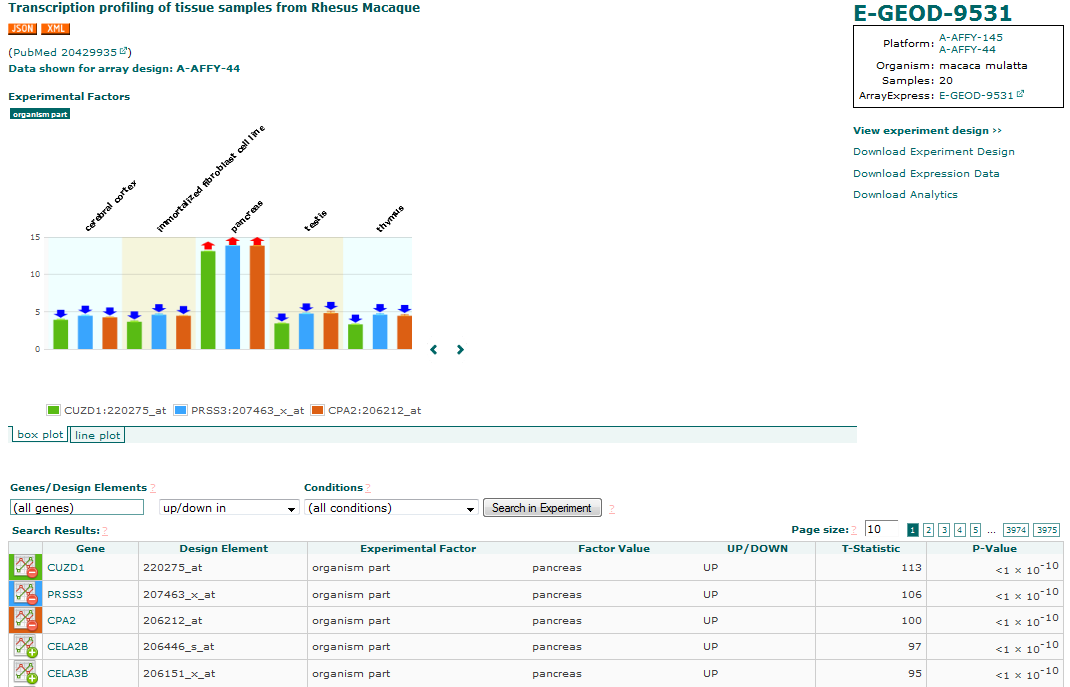 Transcription profiling of tissue samples from Rhesus Macaque
JSON XML
(PubMed 20429935)
Data shown for array design: A-AFFY-44
Experimental Factors
organism part
cerebral cortex
immortalized fibroblast cell line
pancreas
testis
thymus
15
10
5
0
CUZD1:220275_at PRSS3:207463_x_at CPA2:206212_at
box plot line plot
E-GEOD-9531
Platform: A-AFFY-145
A-AFFY-44
Organism: macaca mulatta
Samples: 20
ArrayExpress: E-GEOD-9531
View experiment design >>
Download Experiment Design
Download Expression Data
Download Analytics
Genes/Design Elements ? Conditions ?
(all genes) up/down in (all conditions) Search in Experiment ?
Search Results: ? Page size: ? 10 1 2 3 4 5 ... 3974 3975
Gene Design Element Experimental Factor Factor Value UP/DOWN T-Statistic P-Value
CUZD1 220275_at organism part pancreas UP 113 <1 × 10^-10
PRSS3 207463_x_at organism part pancreas UP 106 <1 × 10^-10
CPA2 206212_at organism part pancreas UP 100 <1 × 10^-10
CELA2B 206446_s_at organism part pancreas UP 97 <1 × 10^-10
CELA3B 206151_x_at organism part pancreas UP 95 <1 × 10^-10